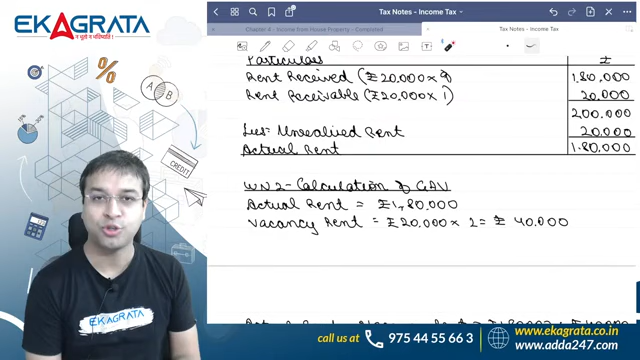 EKAGRATA
॥ न भूतो न भविष्यति ॥
Tax Notes - Income Tax
Chapter 4 - Income from House Property - Completed
Tax Notes - Income Tax
Particulars ₹
Rent Received (₹20,000 x 9) 1,80,000
Rent Receivable (₹20,000 x 1) 20,000
200,000
Less- Unrealised Rent 20,000
Actual Rent 1,80,000
WN 2 - Calculation of GAV
Actual Rent = ₹1,80,000
Vacancy Rent = ₹20,000 x 2 = ₹ 40,000
%
A
B
CREDIT CARD
EKAGRATA
call us at 975 44 55 66 3
www.ekagrata.co.in
www.adda247.com